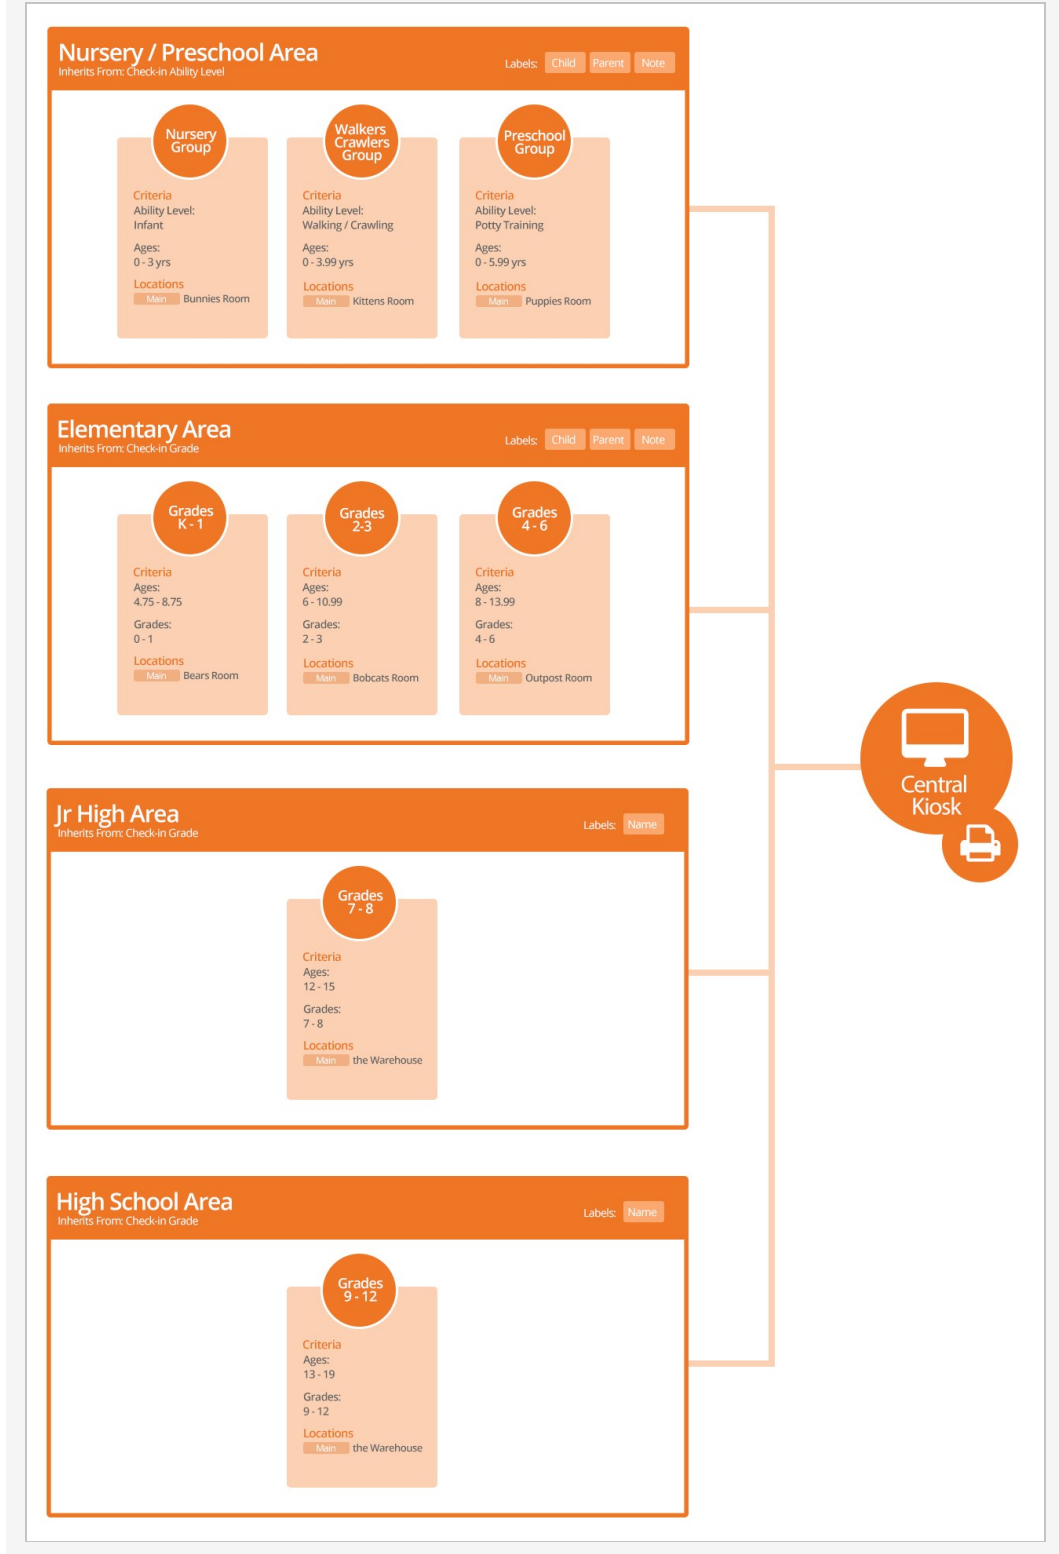 Nursery / Preschool Area
Inherits From: Check-in Ability Level
Labels: Child Parent Note
Nursery
Group
Criteria
Ability Level:
Infant
Ages:
0 - 3 yrs
Locations
Main Bunnies Room
Walkers
Crawlers
Group
Criteria
Ability Level:
Walking / Crawling
Ages:
0 - 3.99 yrs
Locations
Main Kittens Room
Preschool
Group
Criteria
Ability Level:
Potty Training
Ages:
0 - 5.99 yrs
Locations
Main Puppies Room
Elementary Area
Inherits From: Check-in Grade
Labels: Child Parent Note
Grades
K - 1
Criteria
Ages:
4.75 - 8.75
Grades:
0 - 1
Locations
Main Bears Room
Grades
2-3
Criteria
Ages:
6 - 10.99
Grades:
2 - 3
Locations
Main Bobcats Room
Grades
4 - 6
Criteria
Ages:
8 - 13.99
Grades:
4 - 6
Locations
Main Outpost Room
Central
Kiosk
Jr High Area
Inherits From: Check-in Grade
Labels: Name
Grades
7 - 8
Criteria
Ages:
12 - 15
Grades:
7 - 8
Locations
Main the Warehouse
High School Area
Inherits From: Check-in Grade
Labels: Name
Grades
9 - 12
Criteria
Ages:
13 - 19
Grades:
9 - 12
Locations
Main the Warehouse